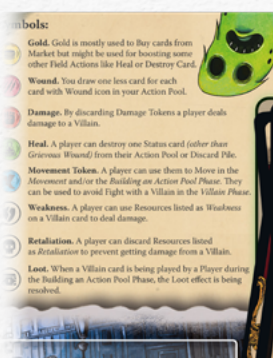 mbols:
Gold. Gold is mostly used to Buy cards from
Market but might be used for boosting some
other Field Actions like Heal or Destroy Card.
Wound. You draw one less card for each
card with Wound icon in your Action Pool.
Damage. By discarding Damage Tokens a player deals
damage to a Villain.
Heal. A player can destroy one Status card (other than
Grievous Wound) from their Action Pool or Discard Pile.
Movement Token. A player can use them to Move in the
Movement and/or the Building an Action Pool Phase. They
can be used to avoid Fight with a Villain in the Villain Phase.
Weakness. A player can use Resources listed as Weakness
on a Villain card to deal damage.
Retaliation. A player can discard Resources listed
as Retaliation to prevent getting damage from a Villain.
Loot. When a Villain card is being played by a Player during
the Building an Action Pool Phase, the Loot effect is being
resolved.